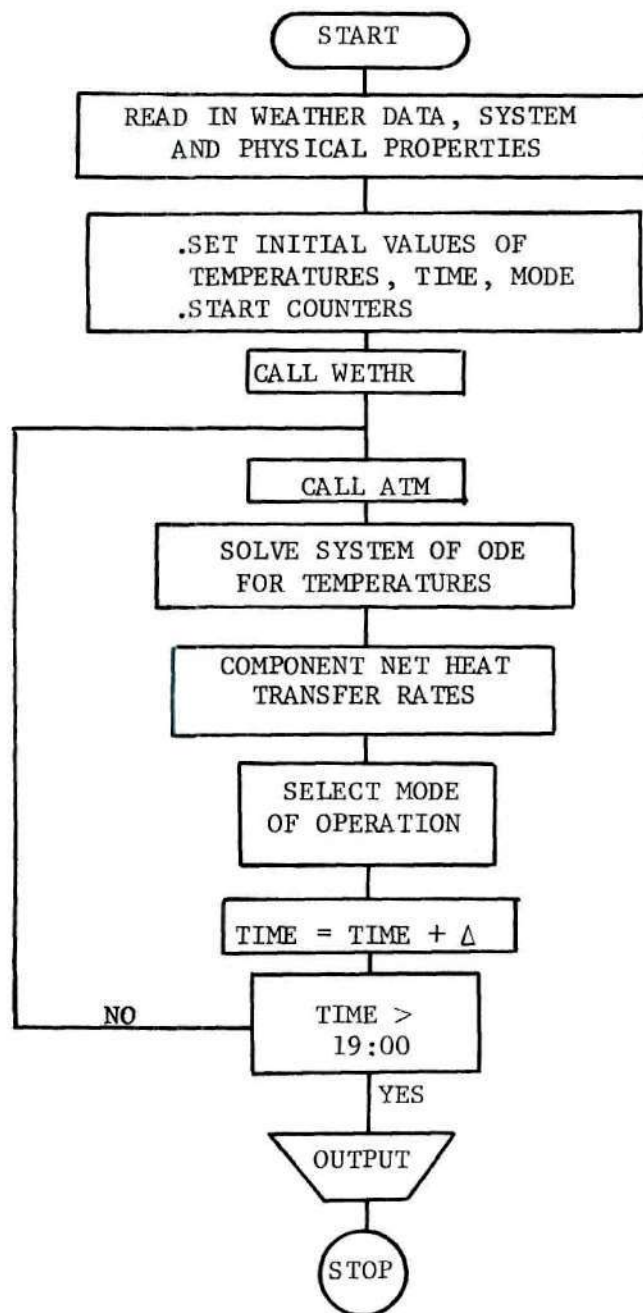 START
READ IN WEATHER DATA, SYSTEM
AND PHYSICAL PROPERTIES
.SET INITIAL VALUES OF
TEMPERATURES, TIME, MODE
.START COUNTERS
CALL WETHR
CALL ATM
SOLVE SYSTEM OF ODE
FOR TEMPERATURES
COMPONENT NET HEAT
TRANSFER RATES
SELECT MODE
OF OPERATION
TIME = TIME + Δ
NO
TIME >
19:00
YES
OUTPUT
STOP